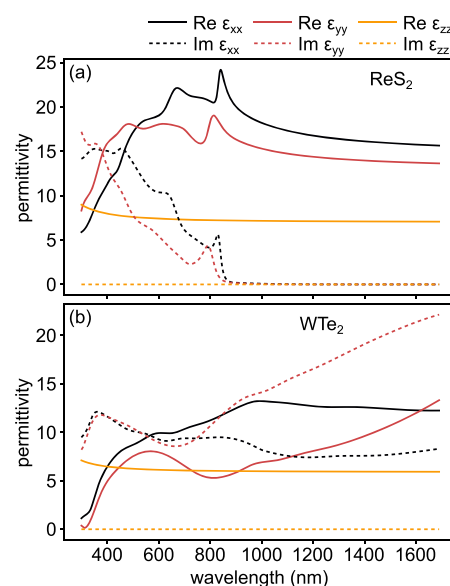 Re εxx Re εyy Re εzz
Im εxx Im εyy Im εzz
25
(a) ReS2
20
15
permittivity
10
5
0
(b) WTe2
20
15
permittivity
10
5
0
400 600 800 1000 1200 1400 1600
wavelength (nm)